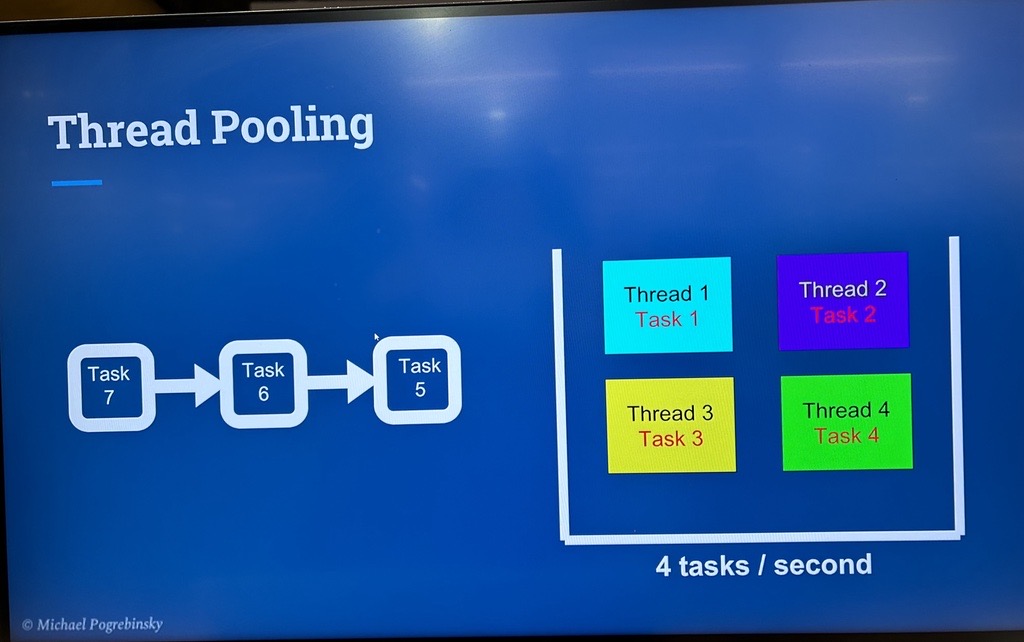 Thread Pooling
Task
7
Task
6
Task
5
Thread 1
Task 1
Thread 2
Task 2
Thread 3
Task 3
Thread 4
Task 4
4 tasks / second
© Michael Pogrebinsky